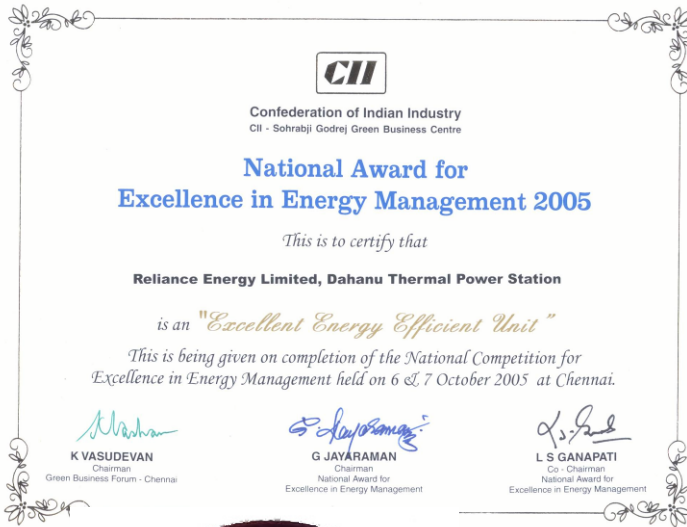 CII
Confederation of Indian Industry
CII - Sohrabji Godrej Green Business Centre
National Award for
Excellence in Energy Management 2005
This is to certify that
Reliance Energy Limited, Dahanu Thermal Power Station
is an "Excellent Energy Efficient Unit"
This is being given on completion of the National Competition for
Excellence in Energy Management held on 6 & 7 October 2005 at Chennai.
K VASUDEVAN
Chairman
Green Business Forum - Chennai
G JAYARAMAN
Chairman
National Award for
Excellence in Energy Management
L S GANAPATI
Co - Chairman
National Award for
Excellence in Energy Management